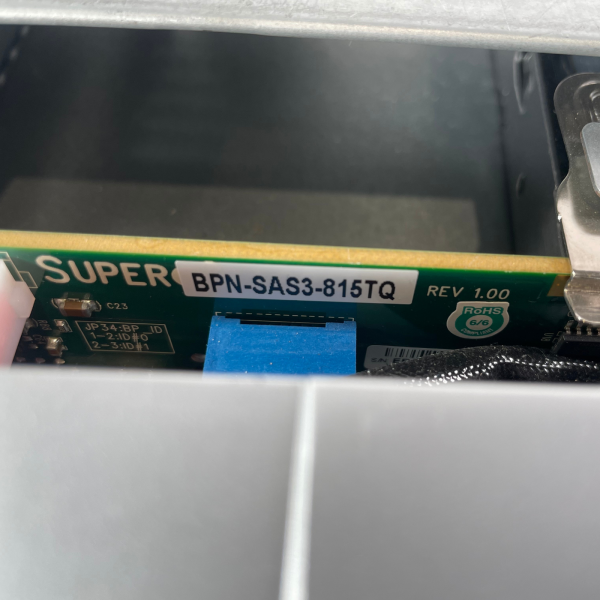 SUPER
BPN-SAS3-815TQ
REV 1.00
C23
RoHS
6/6
JP34:BP_ID
1-2:ID#0
2-3:ID#1